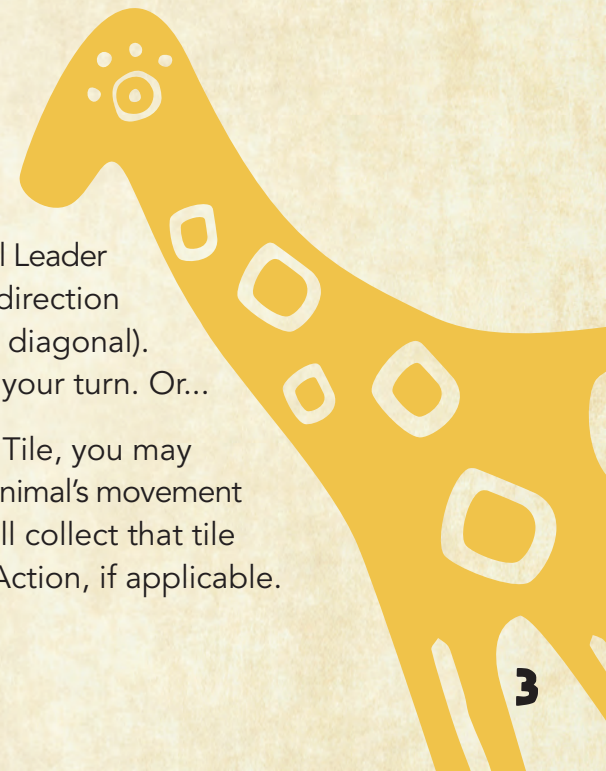 l Leader
direction
diagonal).
your turn. Or...
Tile, you may
nimal's movement
ll collect that tile
Action, if applicable.
3